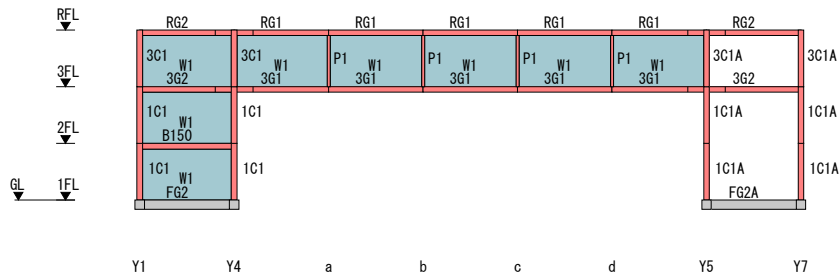 RFL RG2 RG1 RG1 RG1 RG1 RG1 RG2
3C1 W1 3C1 W1 P1 W1 P1 W1 P1 W1 P1 W1 3C1A 3C1A
3FL 3G2 3G1 3G1 3G1 3G1 3G1 3G2
1C1 W1 1C1 1C1A 1C1A
2FL B150
1C1 W1 1C1 1C1A 1C1A
GL 1FL FG2 FG2A
Y1 Y4 a b c d Y5 Y7